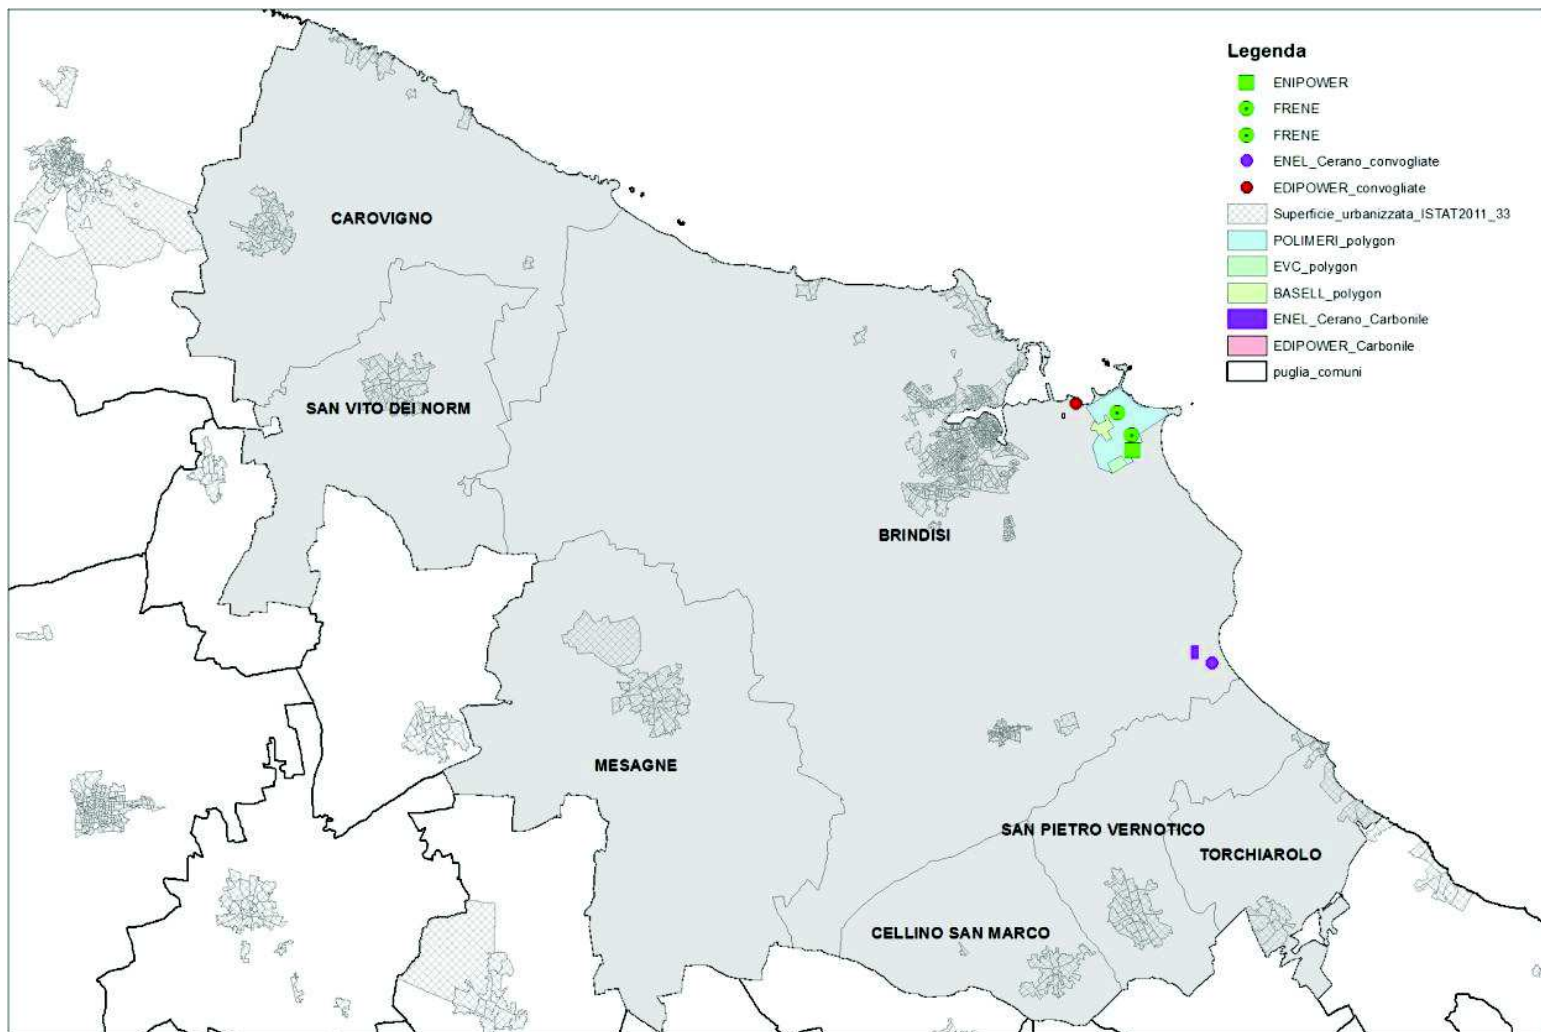 Legenda
ENIPOWER
FRENE
FRENE
ENEL_Cerano_convogliate
EDIPOWER_convogliate
Superficie_urbanizzata_ISTAT2011_33
POLIMERI_polygon
EVC_polygon
BASELL_polygon
ENEL_Cerano_Carbonile
EDIPOWER_Carbonile
puglia_comuni
CAROVIGNO
SAN VITO DEI NORM
BRINDISI
MESAGNE
SAN PIETRO VERNOTICO
TORCHIAROLO
CELLINO SAN MARCO